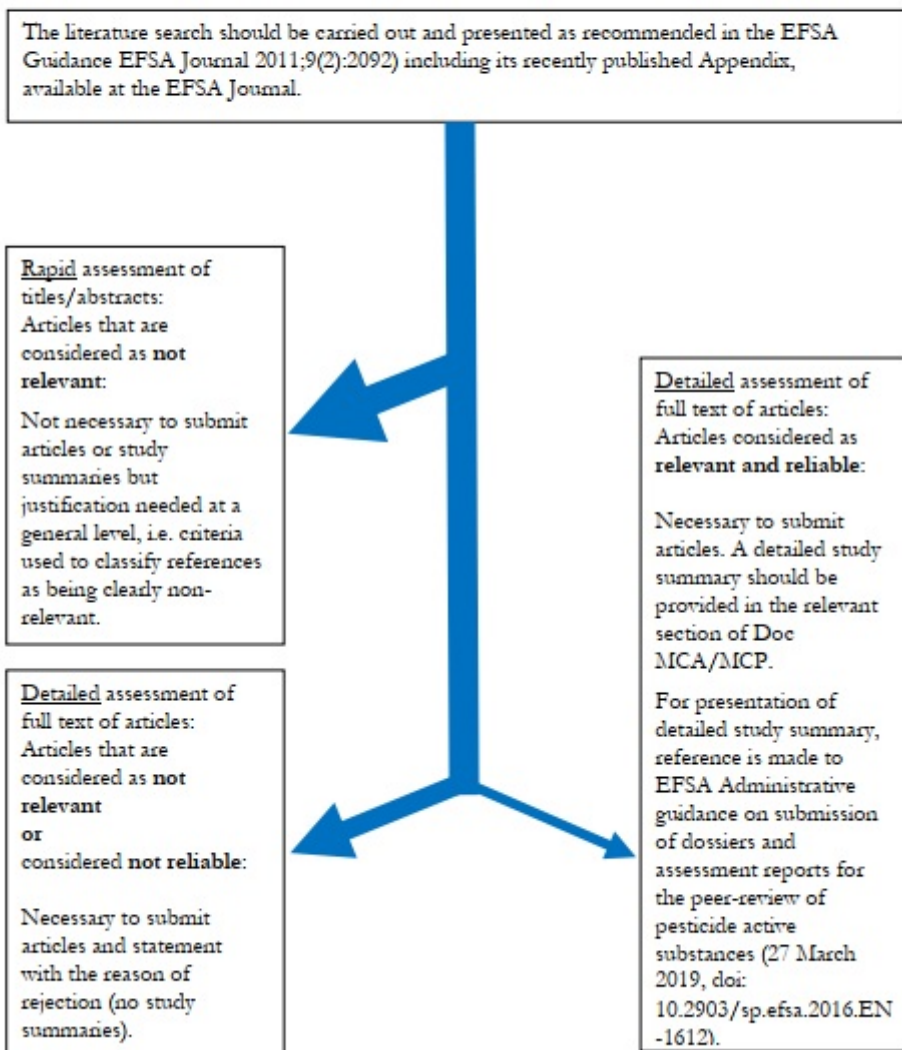 The literature search should be carried out and presented as recommended in the EFSA
Guidance EFSA Journal 2011;9(2):2092) including its recently published Appendix,
available at the EFSA Journal.
Rapid assessment of
titles/abstracts:
Articles that are
considered as not
relevant:
Not necessary to submit
articles or study
summaries but
justification needed at a
general level, i.e. criteria
used to classify references
as being clearly non-
relevant.
Detailed assessment of
full text of articles:
Articles that are
considered as not
relevant
or
considered not reliable:
Necessary to submit
articles and statement
with the reason of
rejection (no study
summaries).
Detailed assessment of
full text of articles:
Articles considered as
relevant and reliable:
Necessary to submit
articles. A detailed study
summary should be
provided in the relevant
section of Doc
MCA/MCP.
For presentation of
detailed study summary,
reference is made to
EFSA Administrative
guidance on submission
of dossiers and
assessment reports for
the peer-review of
pesticide active
substances (27 March
2019, doi:
10.2903/sp.efsa.2016.EN
-1612).